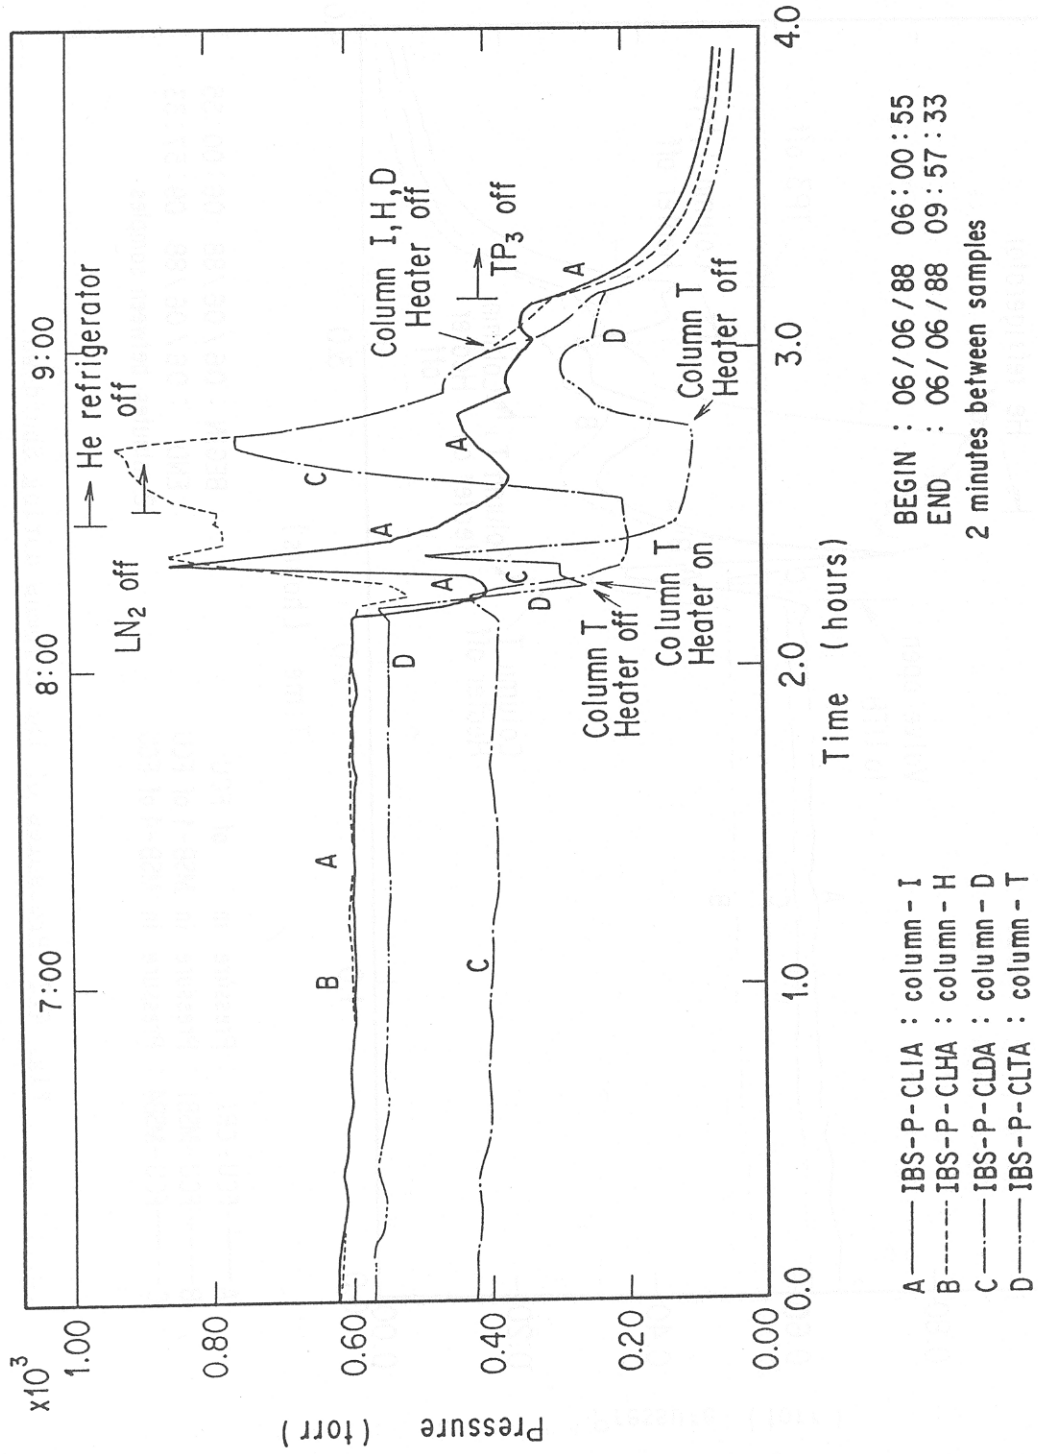 7:00
8:00
9:00
x10³
1.00
0.80
0.60
0.40
0.20
0.00
Pressure
(torr)
LN₂ off
He refrigerator
off
Column I,H,D
Heater off
TP₃ off
B
A
D
C
A
D
C
A
C
A
A
D
Column T
Heater off
Column T
Heater on
Column T
Heater off
0.0
1.0
2.0
3.0
4.0
Time (hours)
A IBS-P-CLIA : column-I
B IBS-P-CLHA : column-H
C IBS-P-CLDA : column-D
D IBS-P-CLTA : column-T
BEGIN : 06/06/88 06:00:55
END : 06/06/88 09:57:33
2 minutes between samples